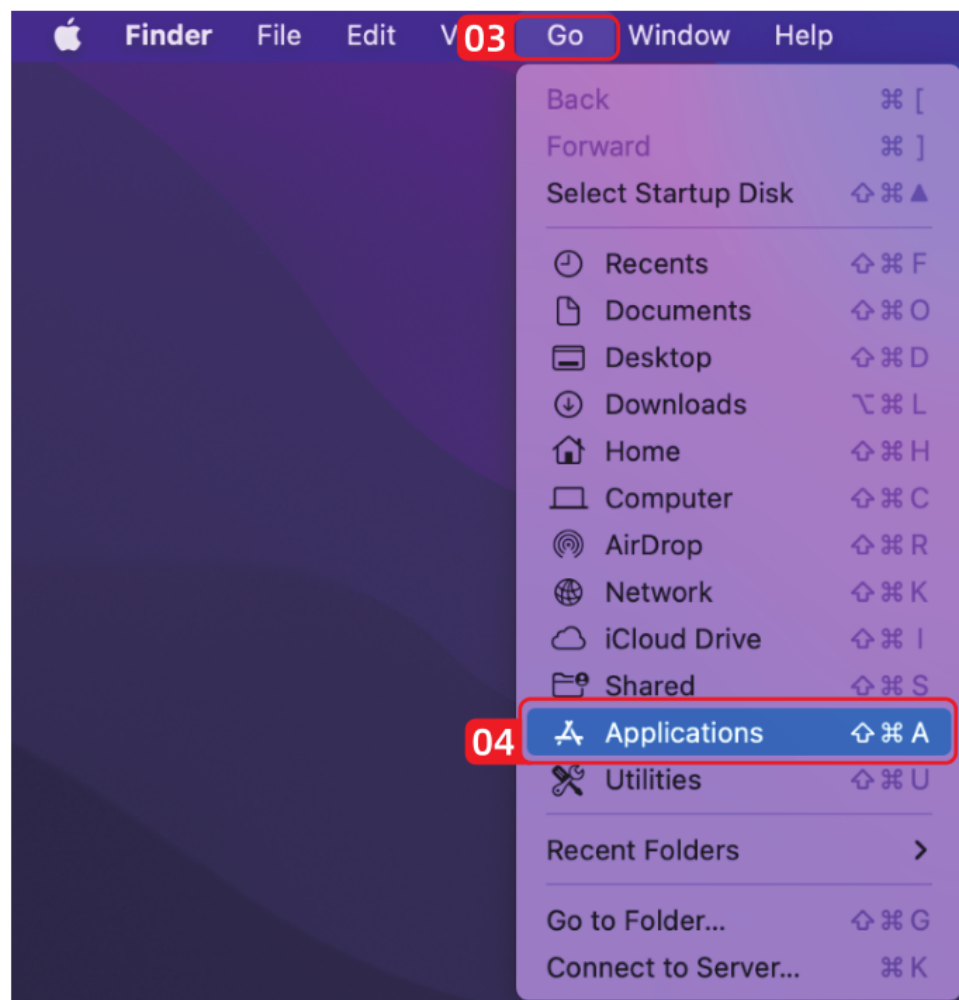 Finder File Edit V 03 Go Window Help
Back ⌘ [
Forward ⌘ ]
Select Startup Disk ⇧ ⌘ ▲
Recents ⇧ ⌘ F
Documents ⇧ ⌘ O
Desktop ⇧ ⌘ D
Downloads ⌥ ⌘ L
Home ⇧ ⌘ H
Computer ⇧ ⌘ C
AirDrop ⇧ ⌘ R
Network ⇧ ⌘ K
iCloud Drive ⇧ ⌘ I
Shared ⇧ ⌘ S
04 Applications ⇧ ⌘ A
Utilities ⇧ ⌘ U
Recent Folders >
Go to Folder... ⇧ ⌘ G
Connect to Server... ⌘ K